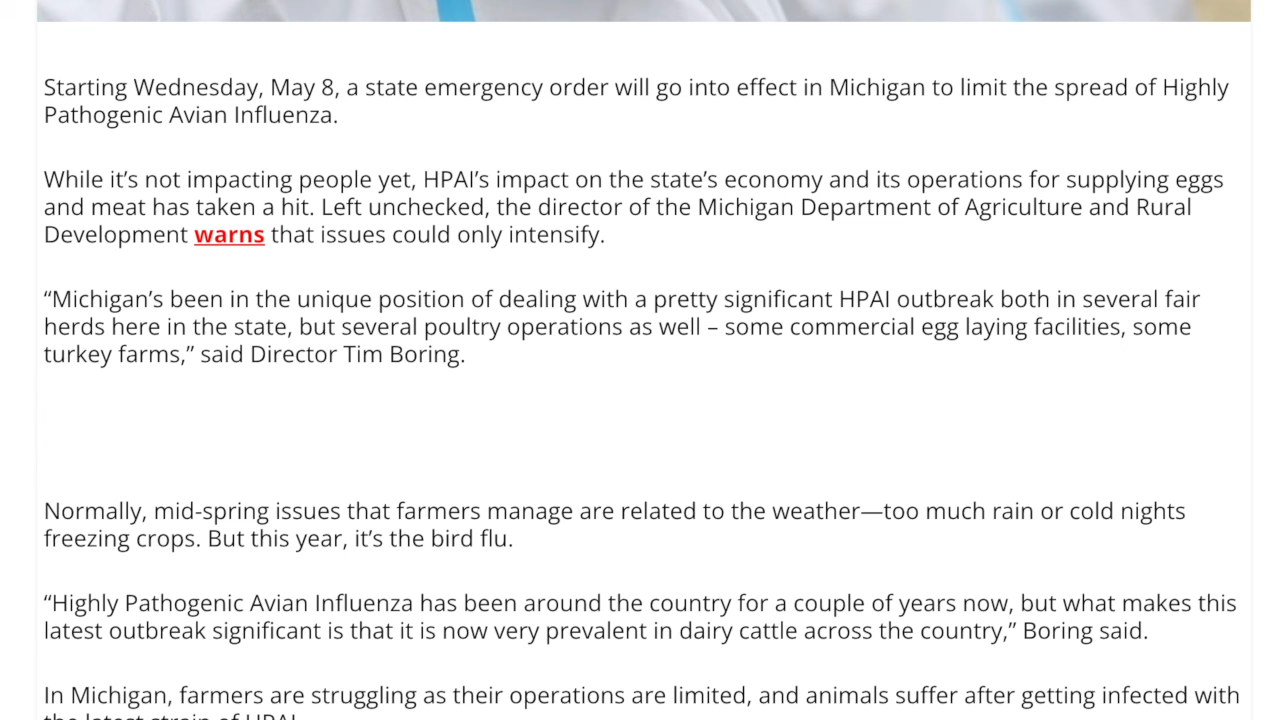 Starting Wednesday, May 8, a state emergency order will go into effect in Michigan to limit the spread of Highly
Pathogenic Avian Influenza.
While it’s not impacting people yet, HPAI’s impact on the state’s economy and its operations for supplying eggs
and meat has taken a hit. Left unchecked, the director of the Michigan Department of Agriculture and Rural
Development warns that issues could only intensify.
“Michigan’s been in the unique position of dealing with a pretty significant HPAI outbreak both in several fair
herds here in the state, but several poultry operations as well – some commercial egg laying facilities, some
turkey farms,” said Director Tim Boring.
Normally, mid-spring issues that farmers manage are related to the weather—too much rain or cold nights
freezing crops. But this year, it’s the bird flu.
“Highly Pathogenic Avian Influenza has been around the country for a couple of years now, but what makes this
latest outbreak significant is that it is now very prevalent in dairy cattle across the country,” Boring said.
In Michigan, farmers are struggling as their operations are limited, and animals suffer after getting infected with
the latest strain of HPAI